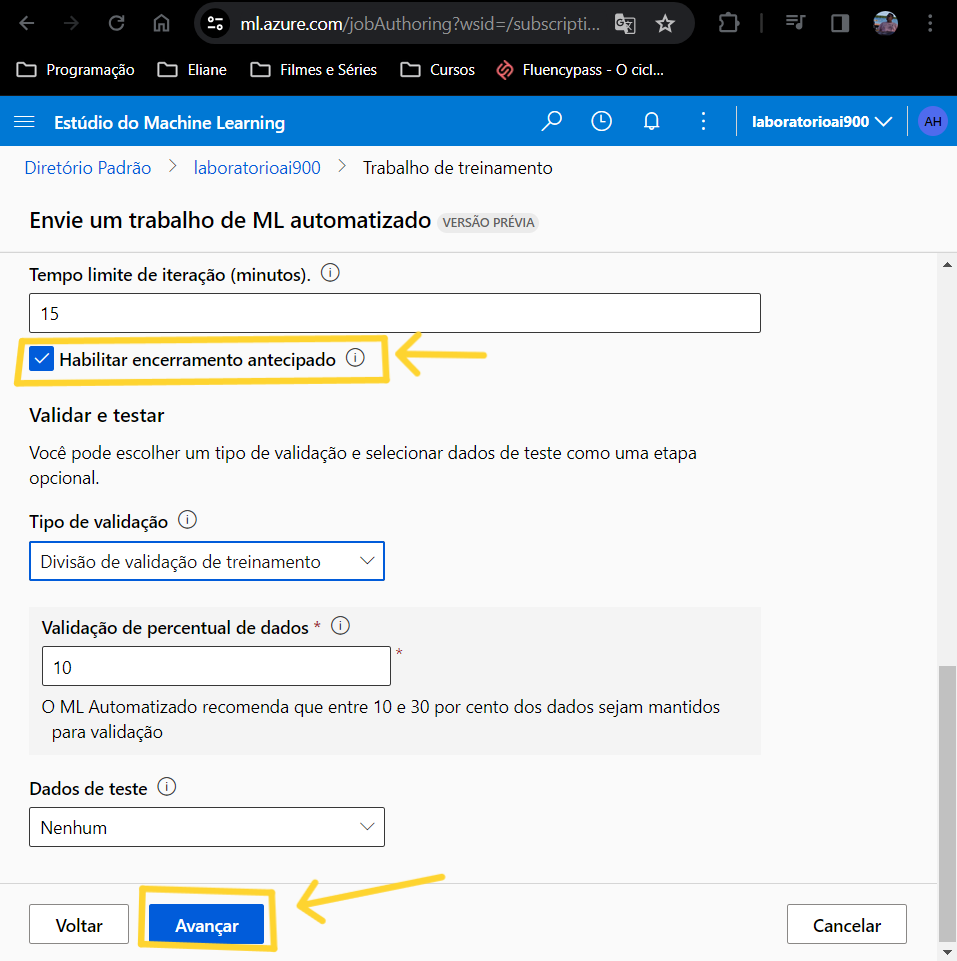 ml.azure.com/jobAuthoring?wsid=/subscripti...
Programação Eliane Filmes e Séries Cursos Fluencypass - O cicl...
Estúdio do Machine Learning laboratorioai900 AH
Diretório Padrão > laboratorioai900 > Trabalho de treinamento
Envie um trabalho de ML automatizado VERSÃO PRÉVIA
Tempo limite de iteração (minutos).
15
Habilitar encerramento antecipado
Validar e testar
Você pode escolher um tipo de validação e selecionar dados de teste como uma etapa
opcional.
Tipo de validação
Divisão de validação de treinamento
Validação de percentual de dados *
10 *
O ML Automatizado recomenda que entre 10 e 30 por cento dos dados sejam mantidos
para validação
Dados de teste
Nenhum
Voltar Avançar Cancelar